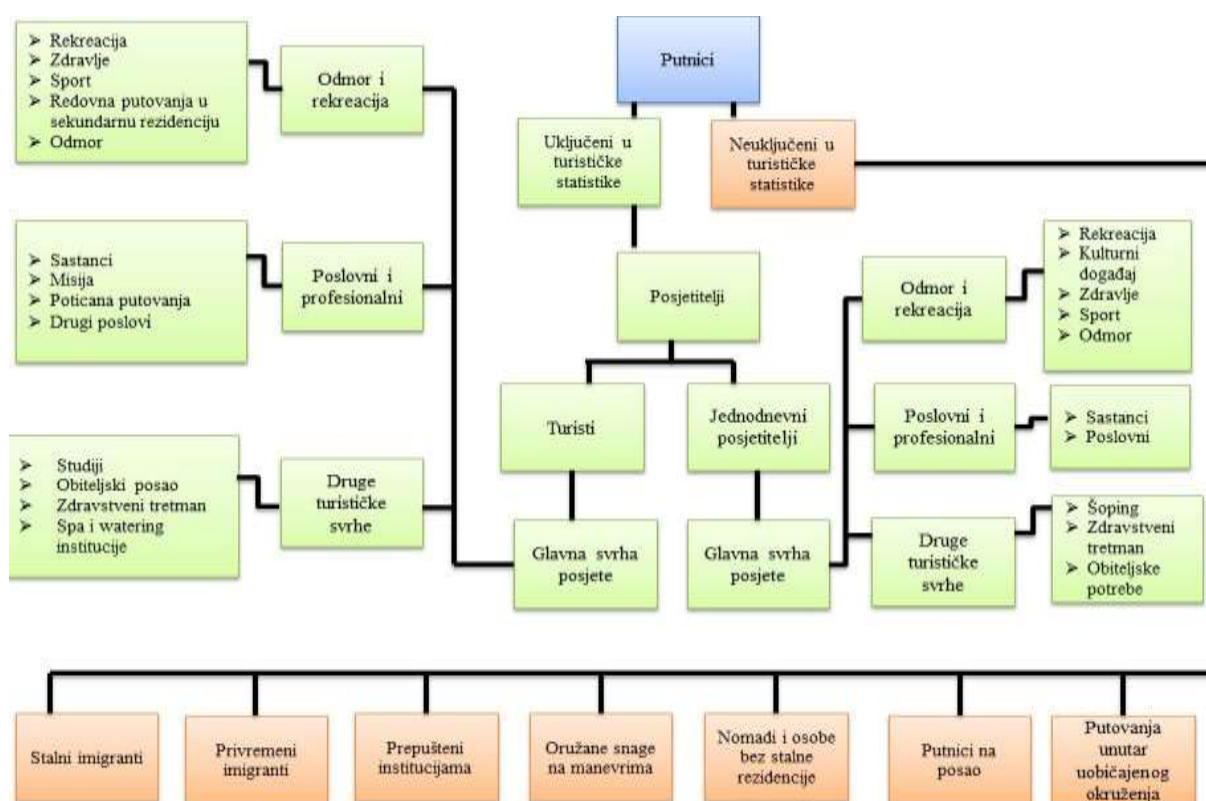 Putnici
Uključeni u
turističke
statistike
Neuključeni u
turističke
statistike
Posjetitelji
Turisti
Jednodnevni
posjetitelji
Glavna svrha
posjete
Glavna svrha
posjete
Odmor i
rekreacija
➢ Rekreacija
➢ Zdravlje
➢ Sport
➢ Redovna putovanja u
sekundarnu rezidenciju
➢ Odmor
Poslovni i
profesionalni
➢ Sastanci
➢ Misija
➢ Poticana putovanja
➢ Drugi poslovi
Druge
turističke
svrhe
➢ Studiji
➢ Obiteljski posao
➢ Zdravstveni tretman
➢ Spa i watering
institucije
Odmor i
rekreacija
➢ Rekreacija
➢ Kulturni
događaj
➢ Zdravlje
➢ Sport
➢ Odmor
Poslovni i
profesionalni
➢ Sastanci
➢ Poslovni
Druge
turističke
svrhe
➢ Šoping
➢ Zdravstveni
tretman
➢ Obiteljske
potrebe
Stalni imigranti
Privremeni
imigranti
Prepušteni
institucijama
Oružane snage
na manevrima
Nomadi i osobe
bez stalne
rezidencije
Putnici na
posao
Putovanja
unutar
uobičajenog
okruženja